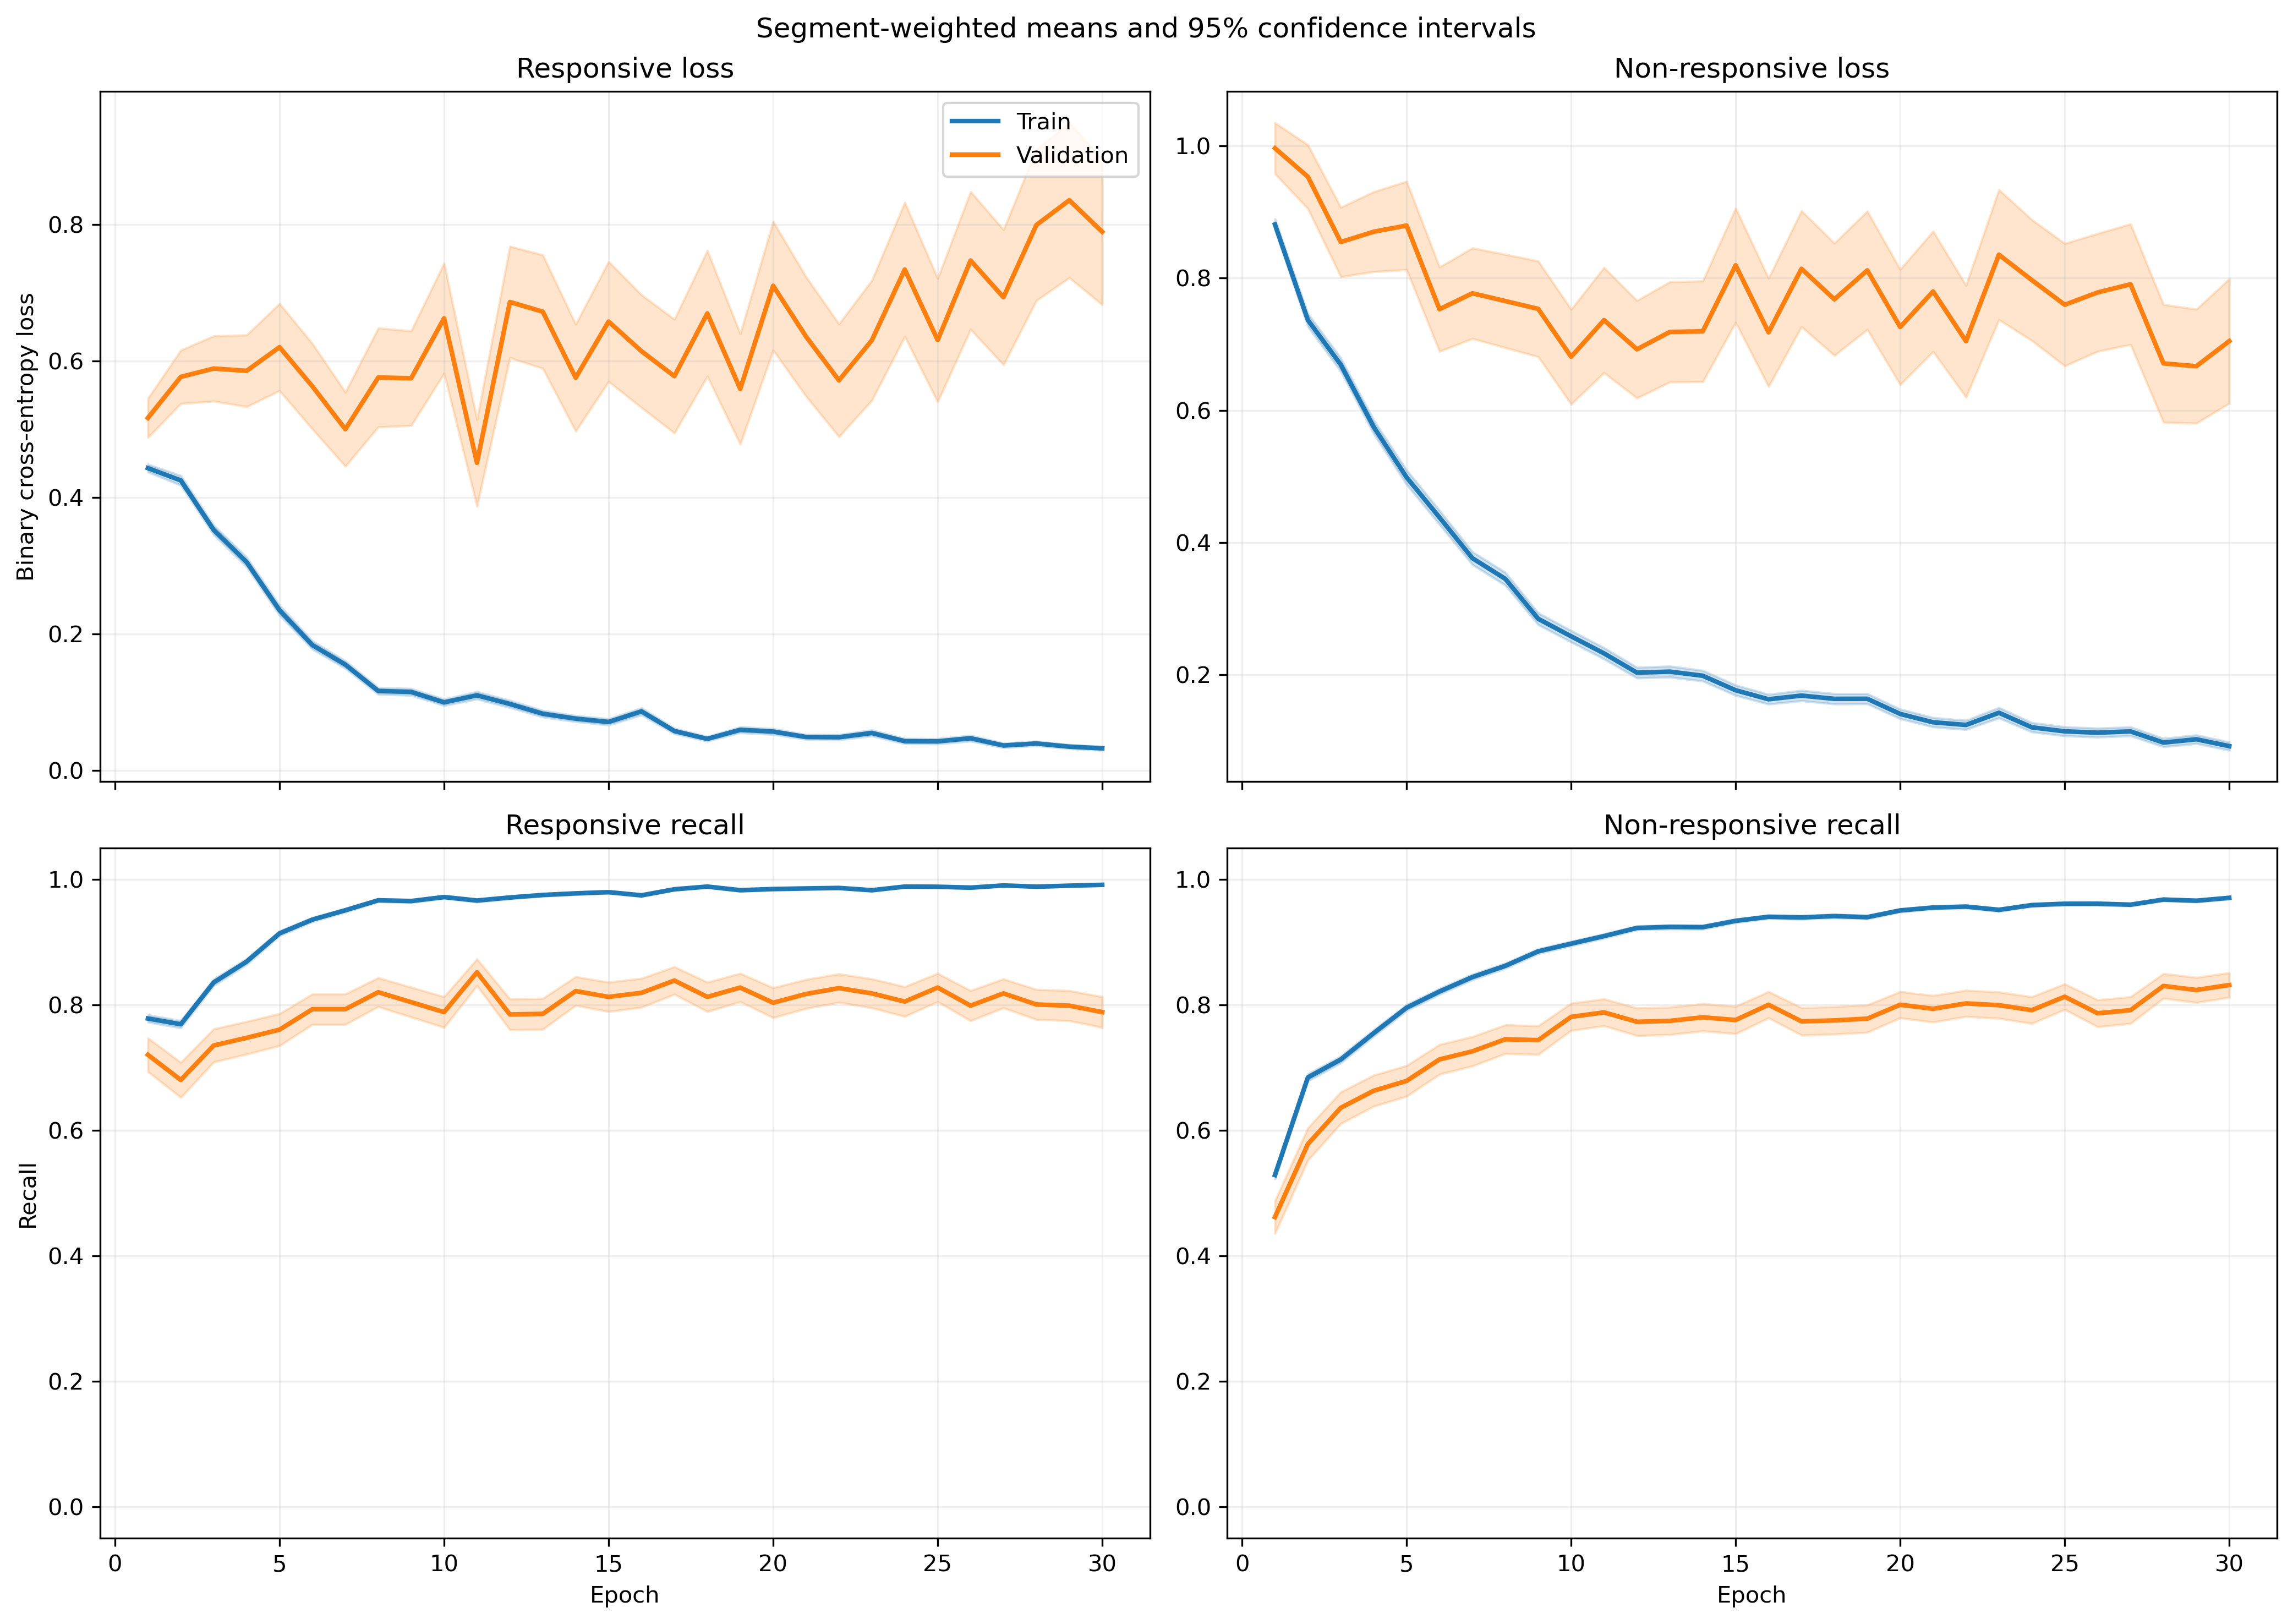 Segment-weighted means and 95% confidence intervals
Responsive loss
Non-responsive loss
Train
Validation
Binary cross-entropy loss
0.8
0.6
0.4
0.2
0.0
1.0
0.8
0.6
0.4
0.2
Responsive recall
Non-responsive recall
Recall
1.0
0.8
0.6
0.4
0.2
0.0
0 5 10 15 20 25 30
Epoch
1.0
0.8
0.6
0.4
0.2
0.0
0 5 10 15 20 25 30
Epoch